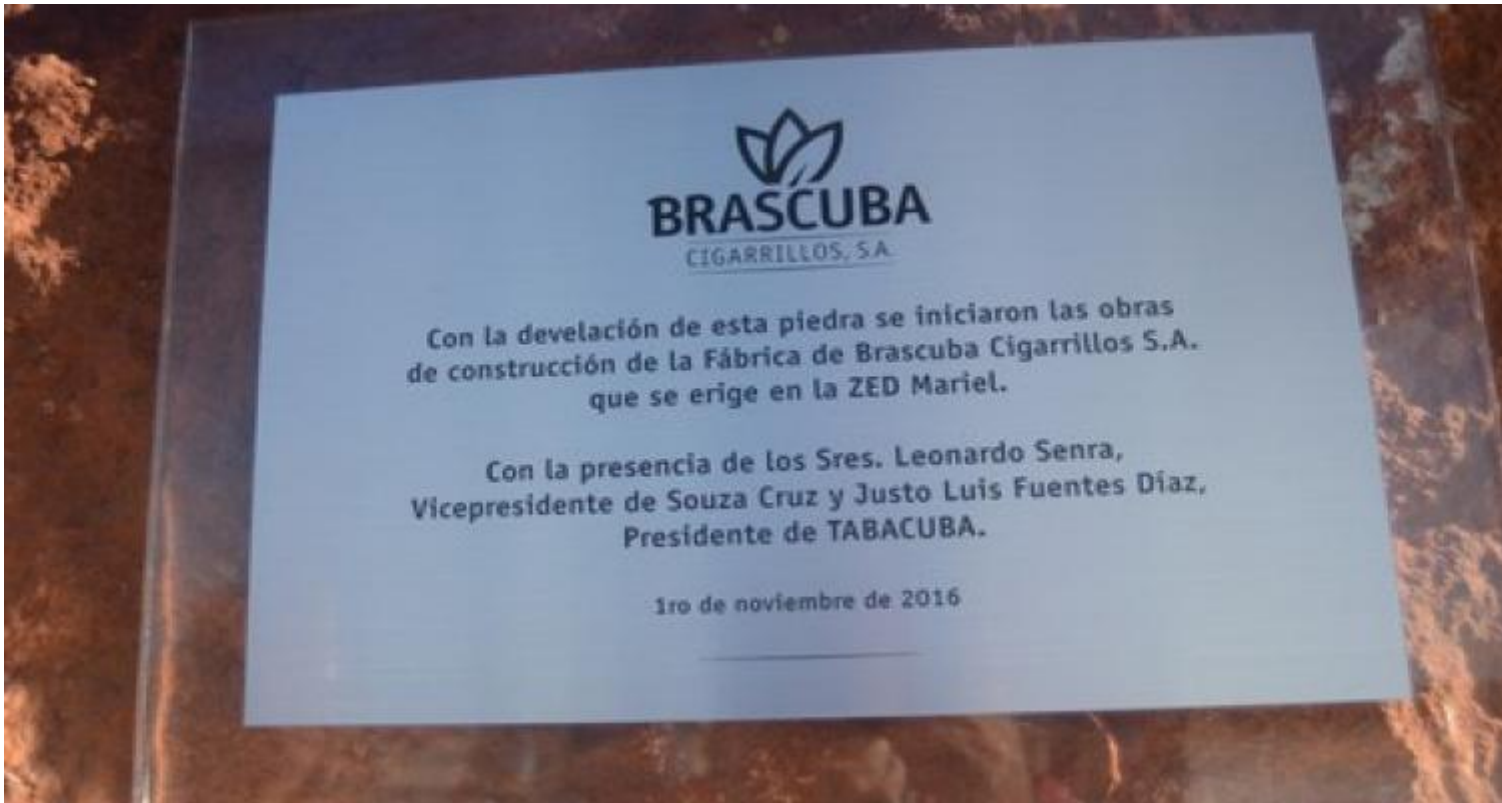 BRASCUBA
CIGARRILLOS, S.A.
Con la develación de esta piedra se iniciaron las obras
de construcción de la Fábrica de Brascuba Cigarrillos S.A.
que se erige en la ZED Mariel.
Con la presencia de los Sres. Leonardo Senra,
Vicepresidente de Souza Cruz y Justo Luis Fuentes Díaz,
Presidente de TABACUBA.
1ro de noviembre de 2016